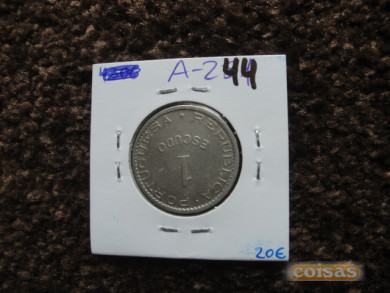 A-244
REPUBLICA PORTUGUESA
1
ESCUDO
20€
coisas